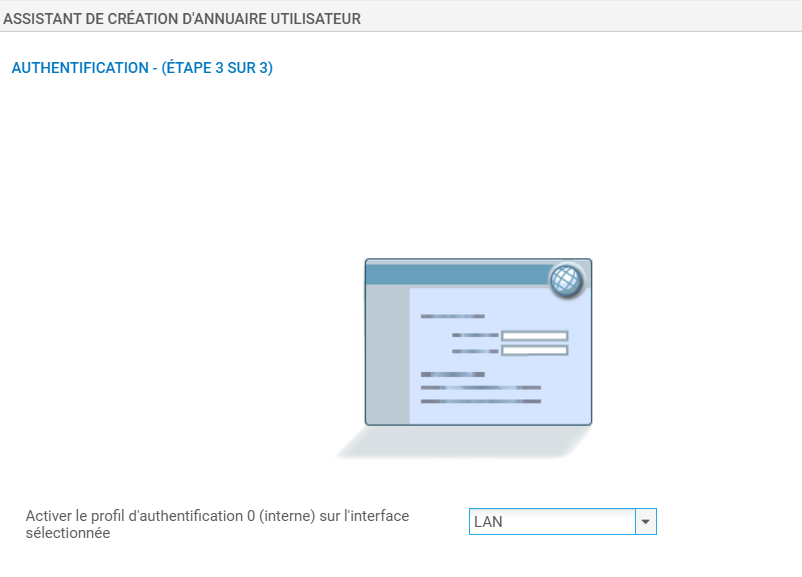 ASSISTANT DE CRÉATION D'ANNUAIRE UTILISATEUR
AUTHENTIFICATION - (ÉTAPE 3 SUR 3)
Activer le profil d'authentification 0 (interne) sur l'interface
sélectionnée
LAN